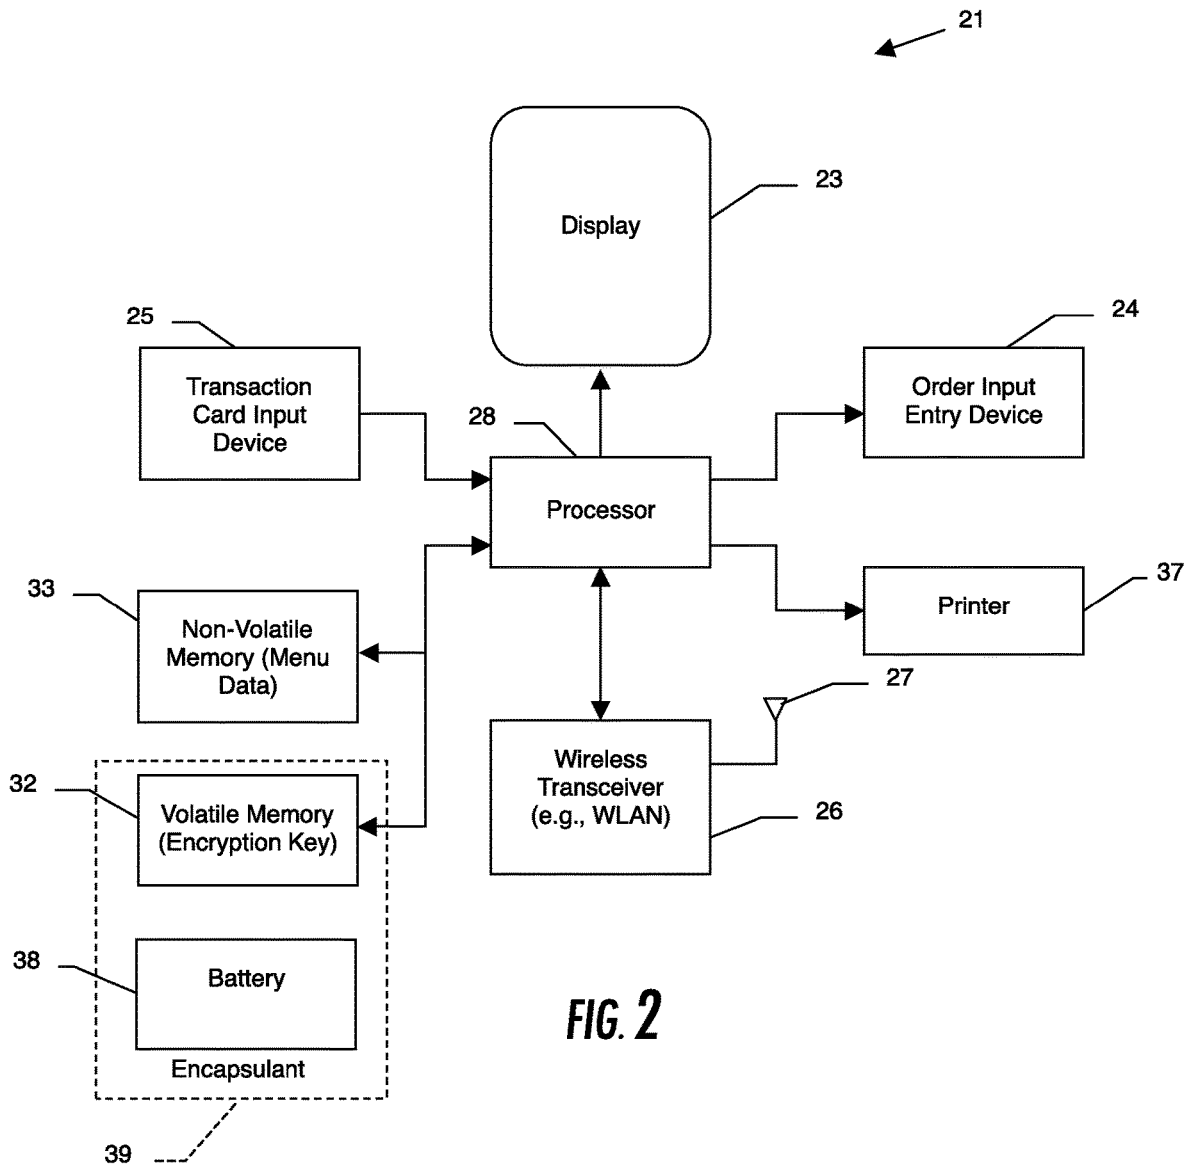 21
23
Display
25
24
Transaction
Card Input
Device
Order Input
Entry Device
28
Processor
33
37
Non-Volatile
Memory (Menu
Data)
Printer
27
32
Volatile Memory
(Encryption Key)
Wireless
Transceiver
(e.g., WLAN)
26
38
Battery
Encapsulant
39
FIG. 2